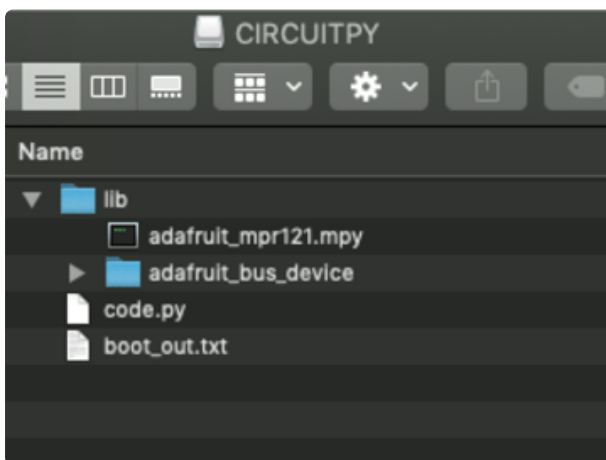 CIRCUITPY
Name
lib
adafruit_mpr121.mpy
adafruit_bus_device
code.py
boot_out.txt